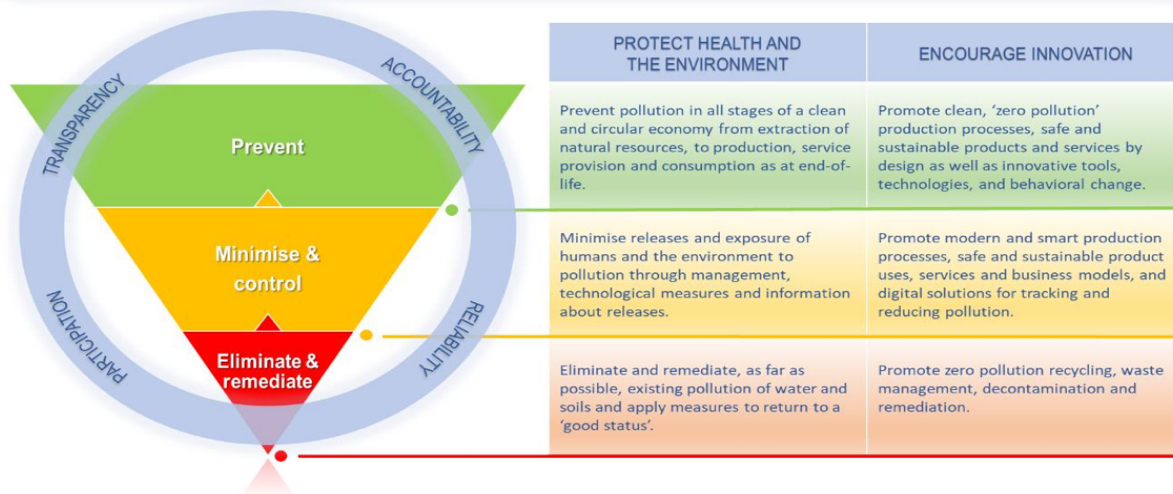 TRANSPARENCY
ACCOUNTABILITY
PARTICIPATION
RELIABILITY
Prevent
Minimise &
control
Eliminate &
remediate
PROTECT HEALTH AND
THE ENVIRONMENT
ENCOURAGE INNOVATION
Prevent pollution in all stages of a clean
and circular economy from extraction of
natural resources, to production, service
provision and consumption as at end-of-
life.
Promote clean, ‘zero pollution’
production processes, safe and
sustainable products and services by
design as well as innovative tools,
technologies, and behavioral change.
Minimise releases and exposure of
humans and the environment to
pollution through management,
technological measures and information
about releases.
Promote modern and smart production
processes, safe and sustainable product
uses, services and business models, and
digital solutions for tracking and
reducing pollution.
Eliminate and remediate, as far as
possible, existing pollution of water and
soils and apply measures to return to a
‘good status’.
Promote zero pollution recycling, waste
management, decontamination and
remediation.